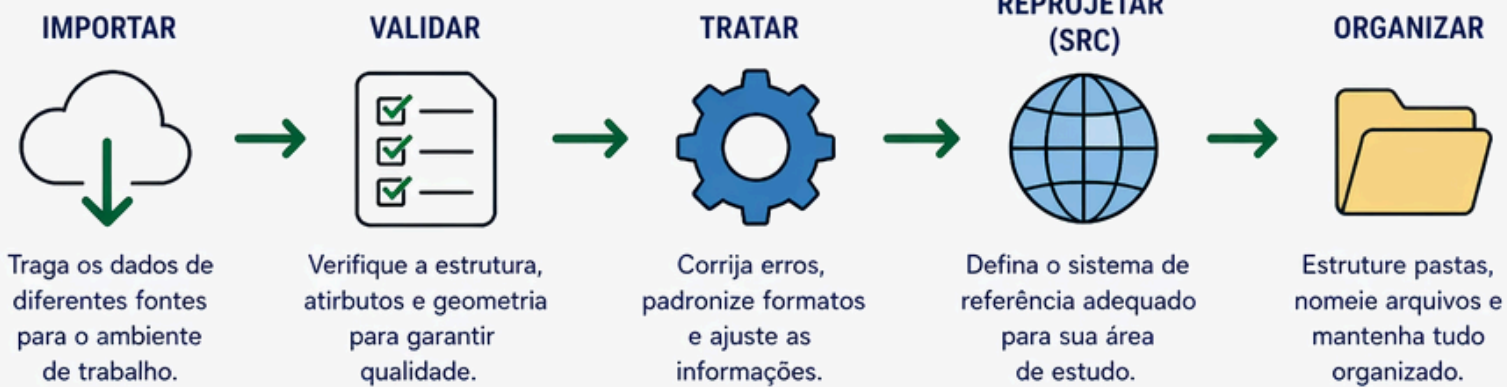 IMPORTAR
Traga os dados de
diferentes fontes
para o ambiente
de trabalho.
VALIDAR
Verifique a estrutura,
atirbutos e geometria
para garantir
qualidade.
TRATAR
Corrija erros,
padronize formatos
e ajuste as
informações.
REPROJETAR
(SRC)
Defina o sistema de
referência adequado
para sua área
de estudo.
ORGANIZAR
Estruture pastas,
nomeie arquivos e
mantenha tudo
organizado.